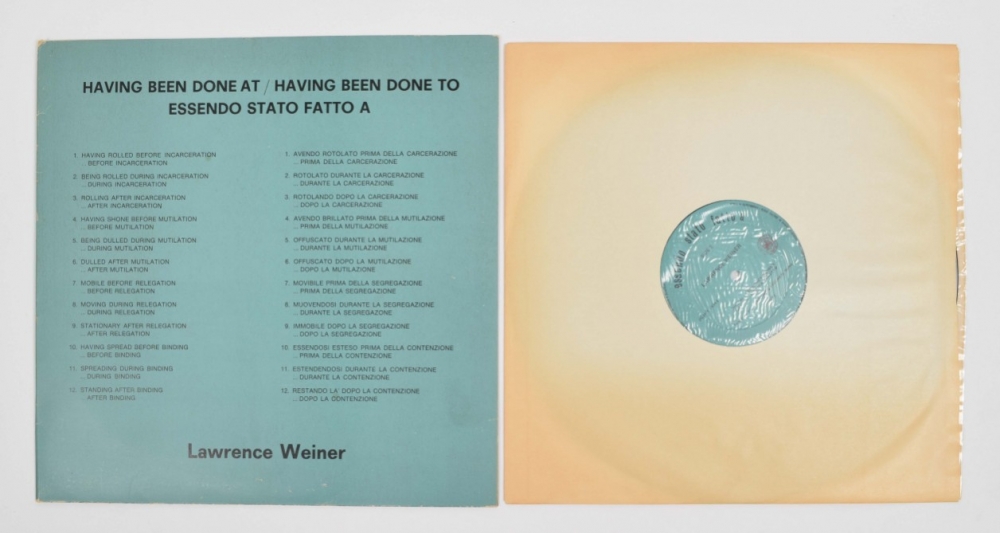 HAVING BEEN DONE AT / HAVING BEEN DONE TO
ESSENDO STATO FATTO A
1. HAVING ROLLED BEFORE INCARCERATION
... BEFORE INCARCERATION
2. BEING ROLLED DURING INCARCERATION
... DURING INCARCERATION
3. ROLLING AFTER INCARCERATION
... AFTER INCARCERATION
4. HAVING SHONE BEFORE MUTILATION
... BEFORE MUTILATION
5. BEING DULLED DURING MUTILATION
... DURING MUTILATION
6. DULLED AFTER MUTILATION
... AFTER MUTILATION
7. MOBILE BEFORE RELEGATION
... BEFORE RELEGATION
8. MOVING DURING RELEGATION
... DURING RELEGATION
9. STATIONARY AFTER RELEGATION
... AFTER RELEGATION
10. HAVING SPREAD BEFORE BINDING
... BEFORE BINDING
11. SPREADING DURING BINDING
... DURING BINDING
12. STANDING AFTER BINDING
... AFTER BINDING
1. AVENDO ROTOLATO PRIMA DELLA CARCERAZIONE
... PRIMA DELLA CARCERAZIONE
2. ROTOLATO DURANTE LA CARCERAZIONE
... DURANTE LA CARCERAZIONE
3. ROTOLANDO DOPO LA CARCERAZIONE
... DOPO LA CARCERAZIONE
4. AVENDO BRILLATO PRIMA DELLA MUTILAZIONE
... PRIMA DELLA MUTILAZIONE
5. OFFUSCATO DURANTE LA MUTILAZIONE
... DURANTE LA MUTILAZIONE
6. OFFUSCATO DOPO LA MUTILAZIONE
... DOPO LA MUTILAZIONE
7. MOVIBILE PRIMA DELLA SEGREGAZIONE
... PRIMA DELLA SEGREGAZIONE
8. MUOVENDOSI DURANTE LA SEGREGAZIONE
... DURANTE LA SEGREGAZIONE
9. IMMOBILE DOPO LA SEGREGAZIONE
... DOPO LA SEGREGAZIONE
10. ESSENDOSI ESTESO PRIMA DELLA CONTENZIONE
... PRIMA DELLA CONTENZIONE
11. ESTENDENDOSI DURANTE LA CONTENZIONE
... DURANTE LA CONTENZIONE
12. RESTANDO LA' DOPO LA CONTENZIONE
... DOPO LA CONTENZIONE
Lawrence Weiner
essendo stato fatto a